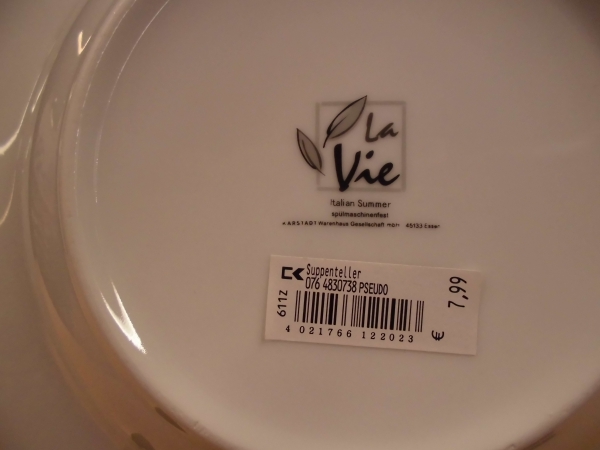 La
Vie
Italian Summer
spülmaschinenfest
KARSTADT Warenhaus Gesellschaft mbH 45133 Essen
Suppenteller
076 4830738 PSEUDO
611Z
4 021766 122023
€ 7,99